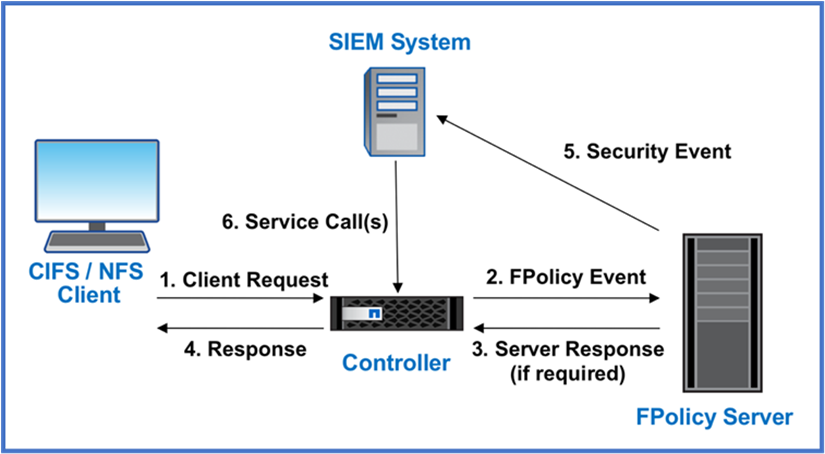 SIEM System
5. Security Event
6. Service Call(s)
CIFS / NFS
Client
1. Client Request
2. FPolicy Event
4. Response
Controller
3. Server Response
(if required)
FPolicy Server